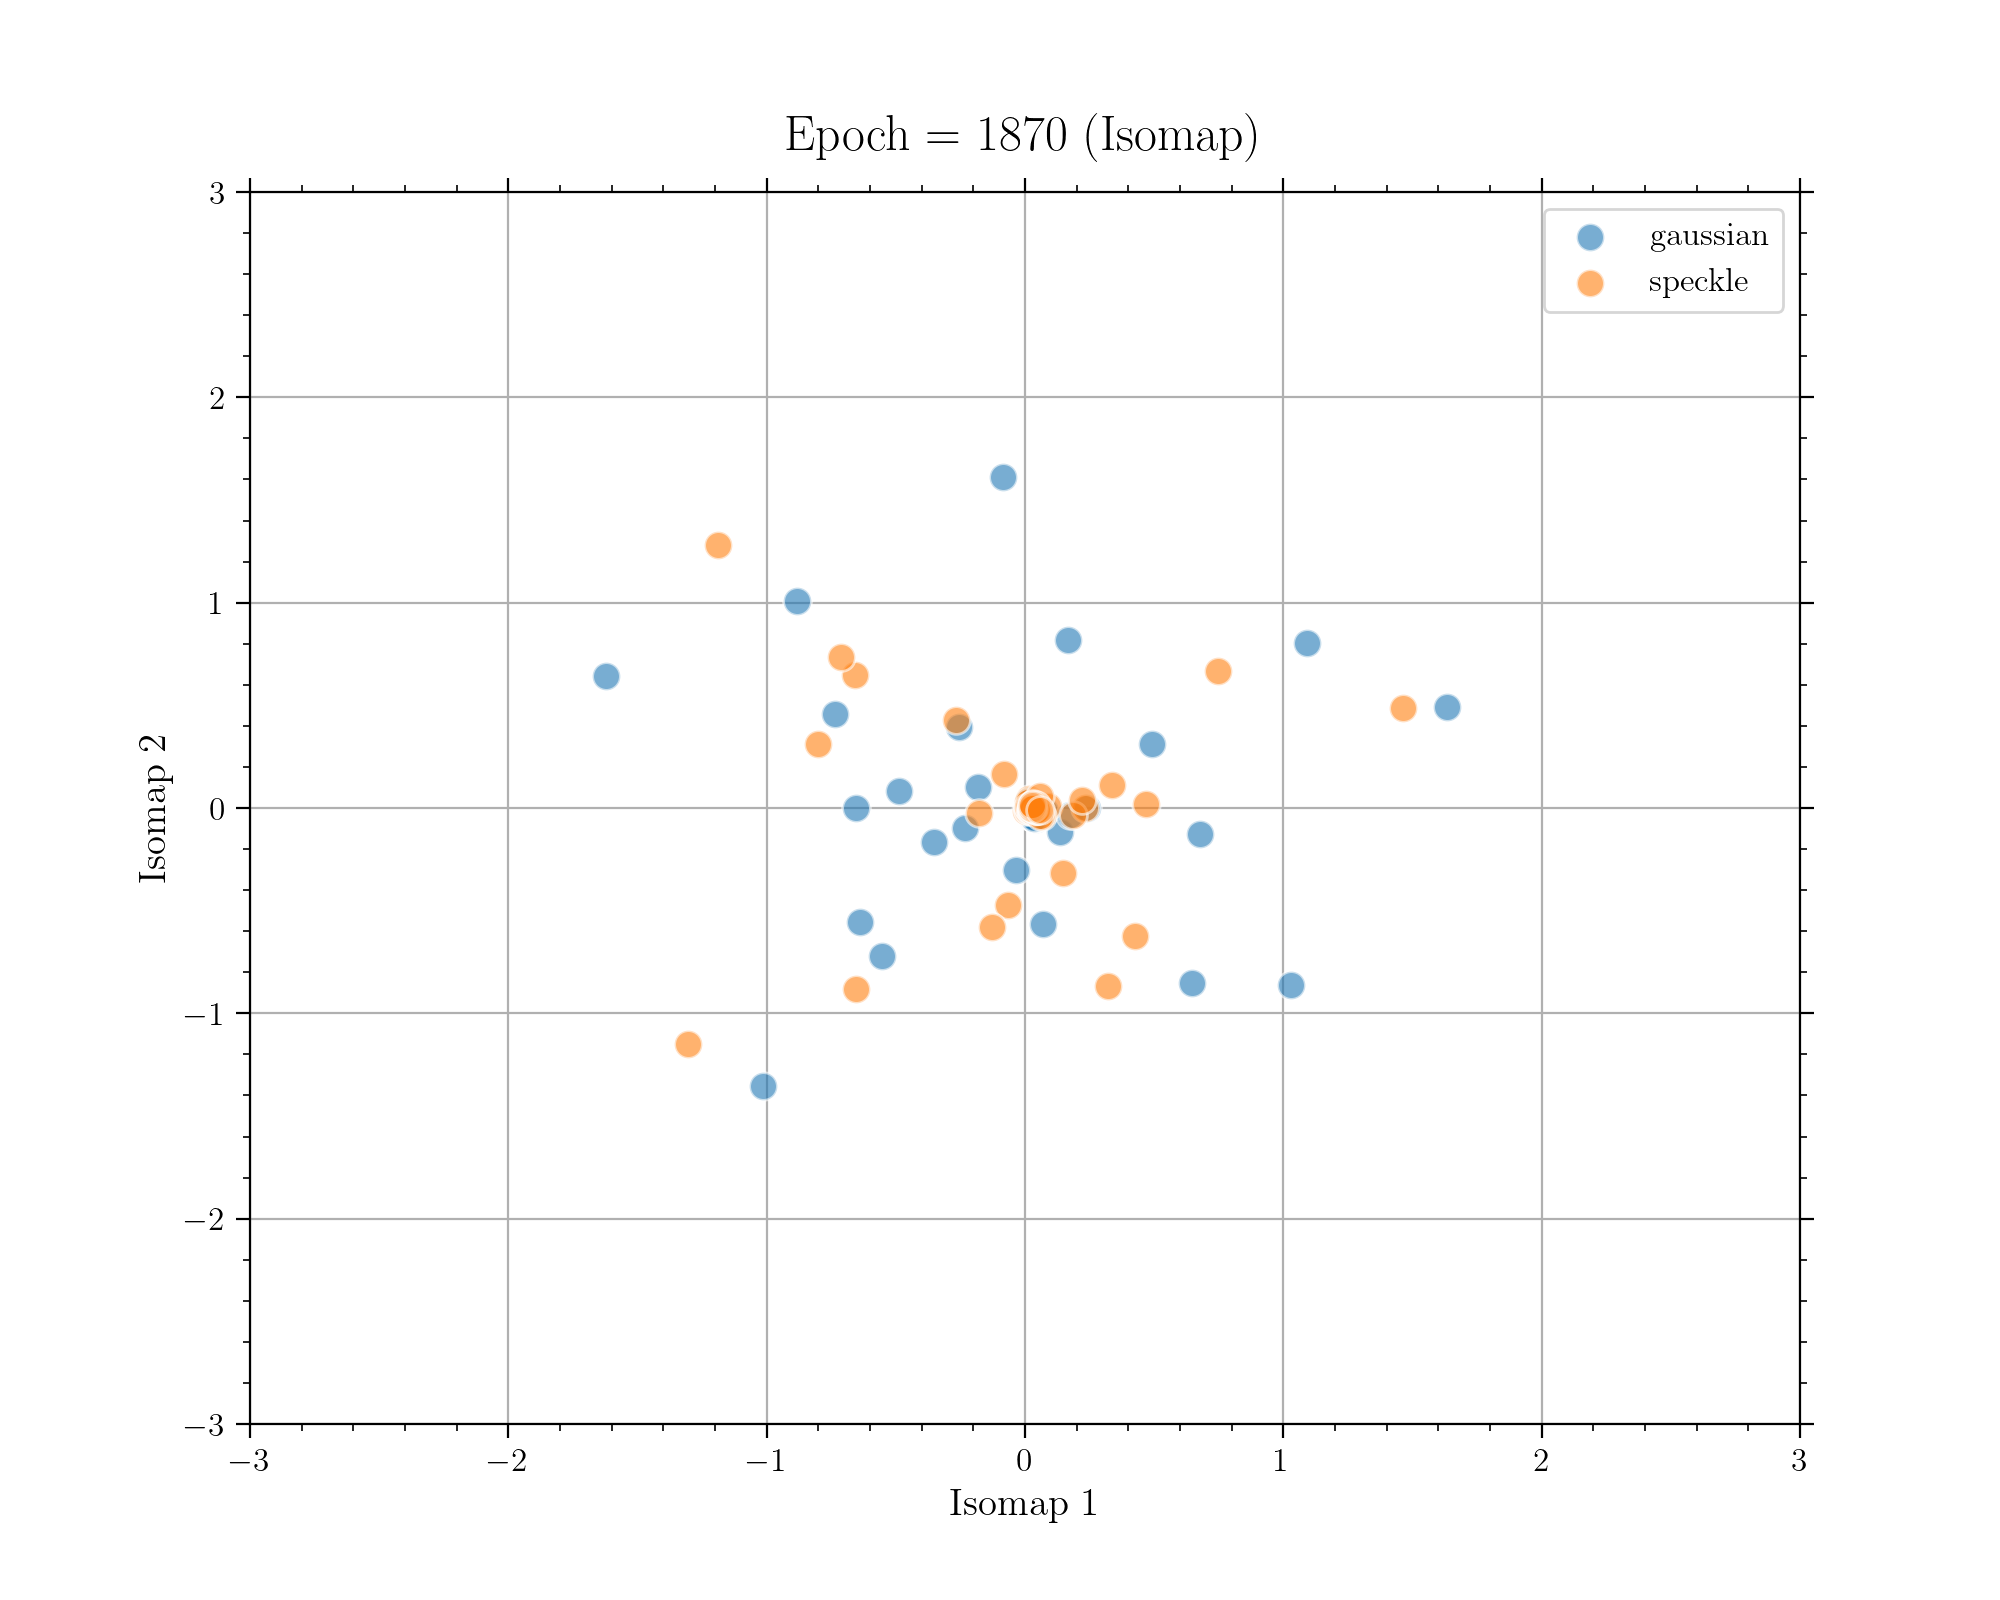 Epoch = 1870 (Isomap)
gaussian
speckle
3
2
1
0
−1
−2
−3
Isomap 2
−3
−2
−1
0
1
2
3
Isomap 1